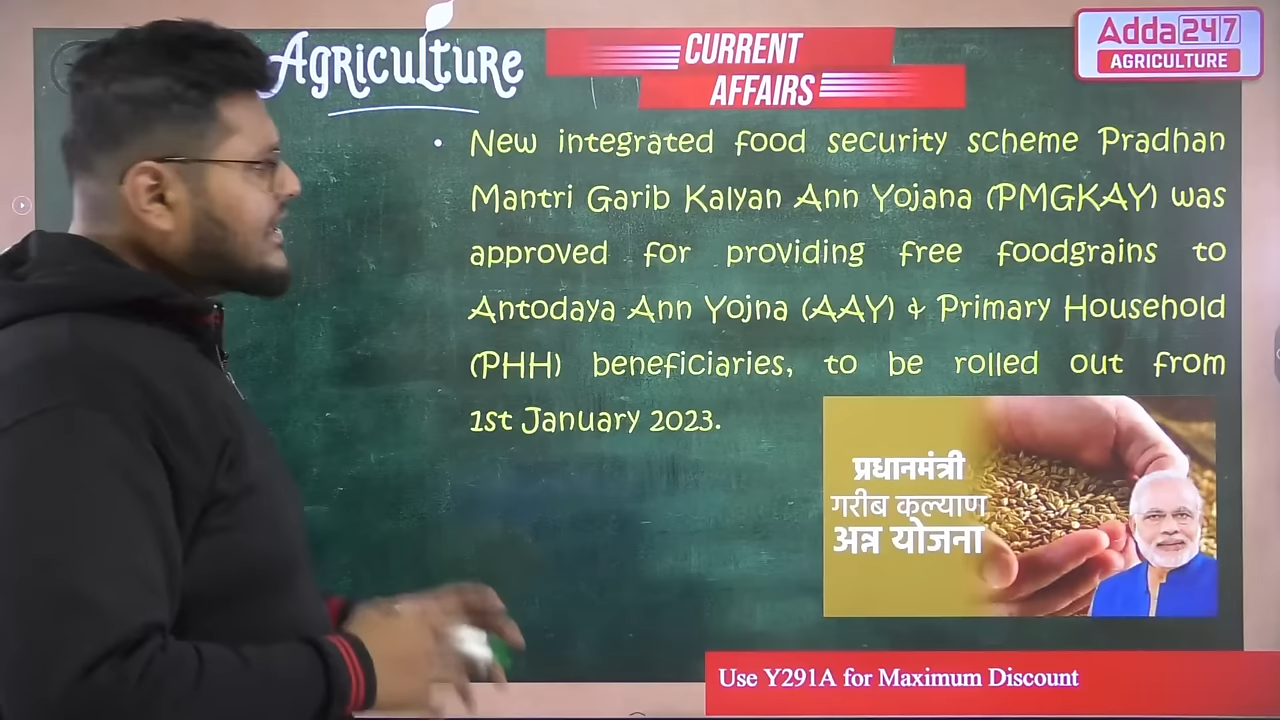 Agriculture
CURRENT
AFFAIRS
Adda247
AGRICULTURE
• New integrated food security scheme Pradhan
Mantri Garib Kalyan Ann Yojana (PMGKAY) was
approved for providing free foodgrains to
Antodaya Ann Yojna (AAY) & Primary Household
(PHH) beneficiaries, to be rolled out from
1st January 2023.
प्रधानमंत्री
गरीब कल्याण
अन्न योजना
Use Y291A for Maximum Discount